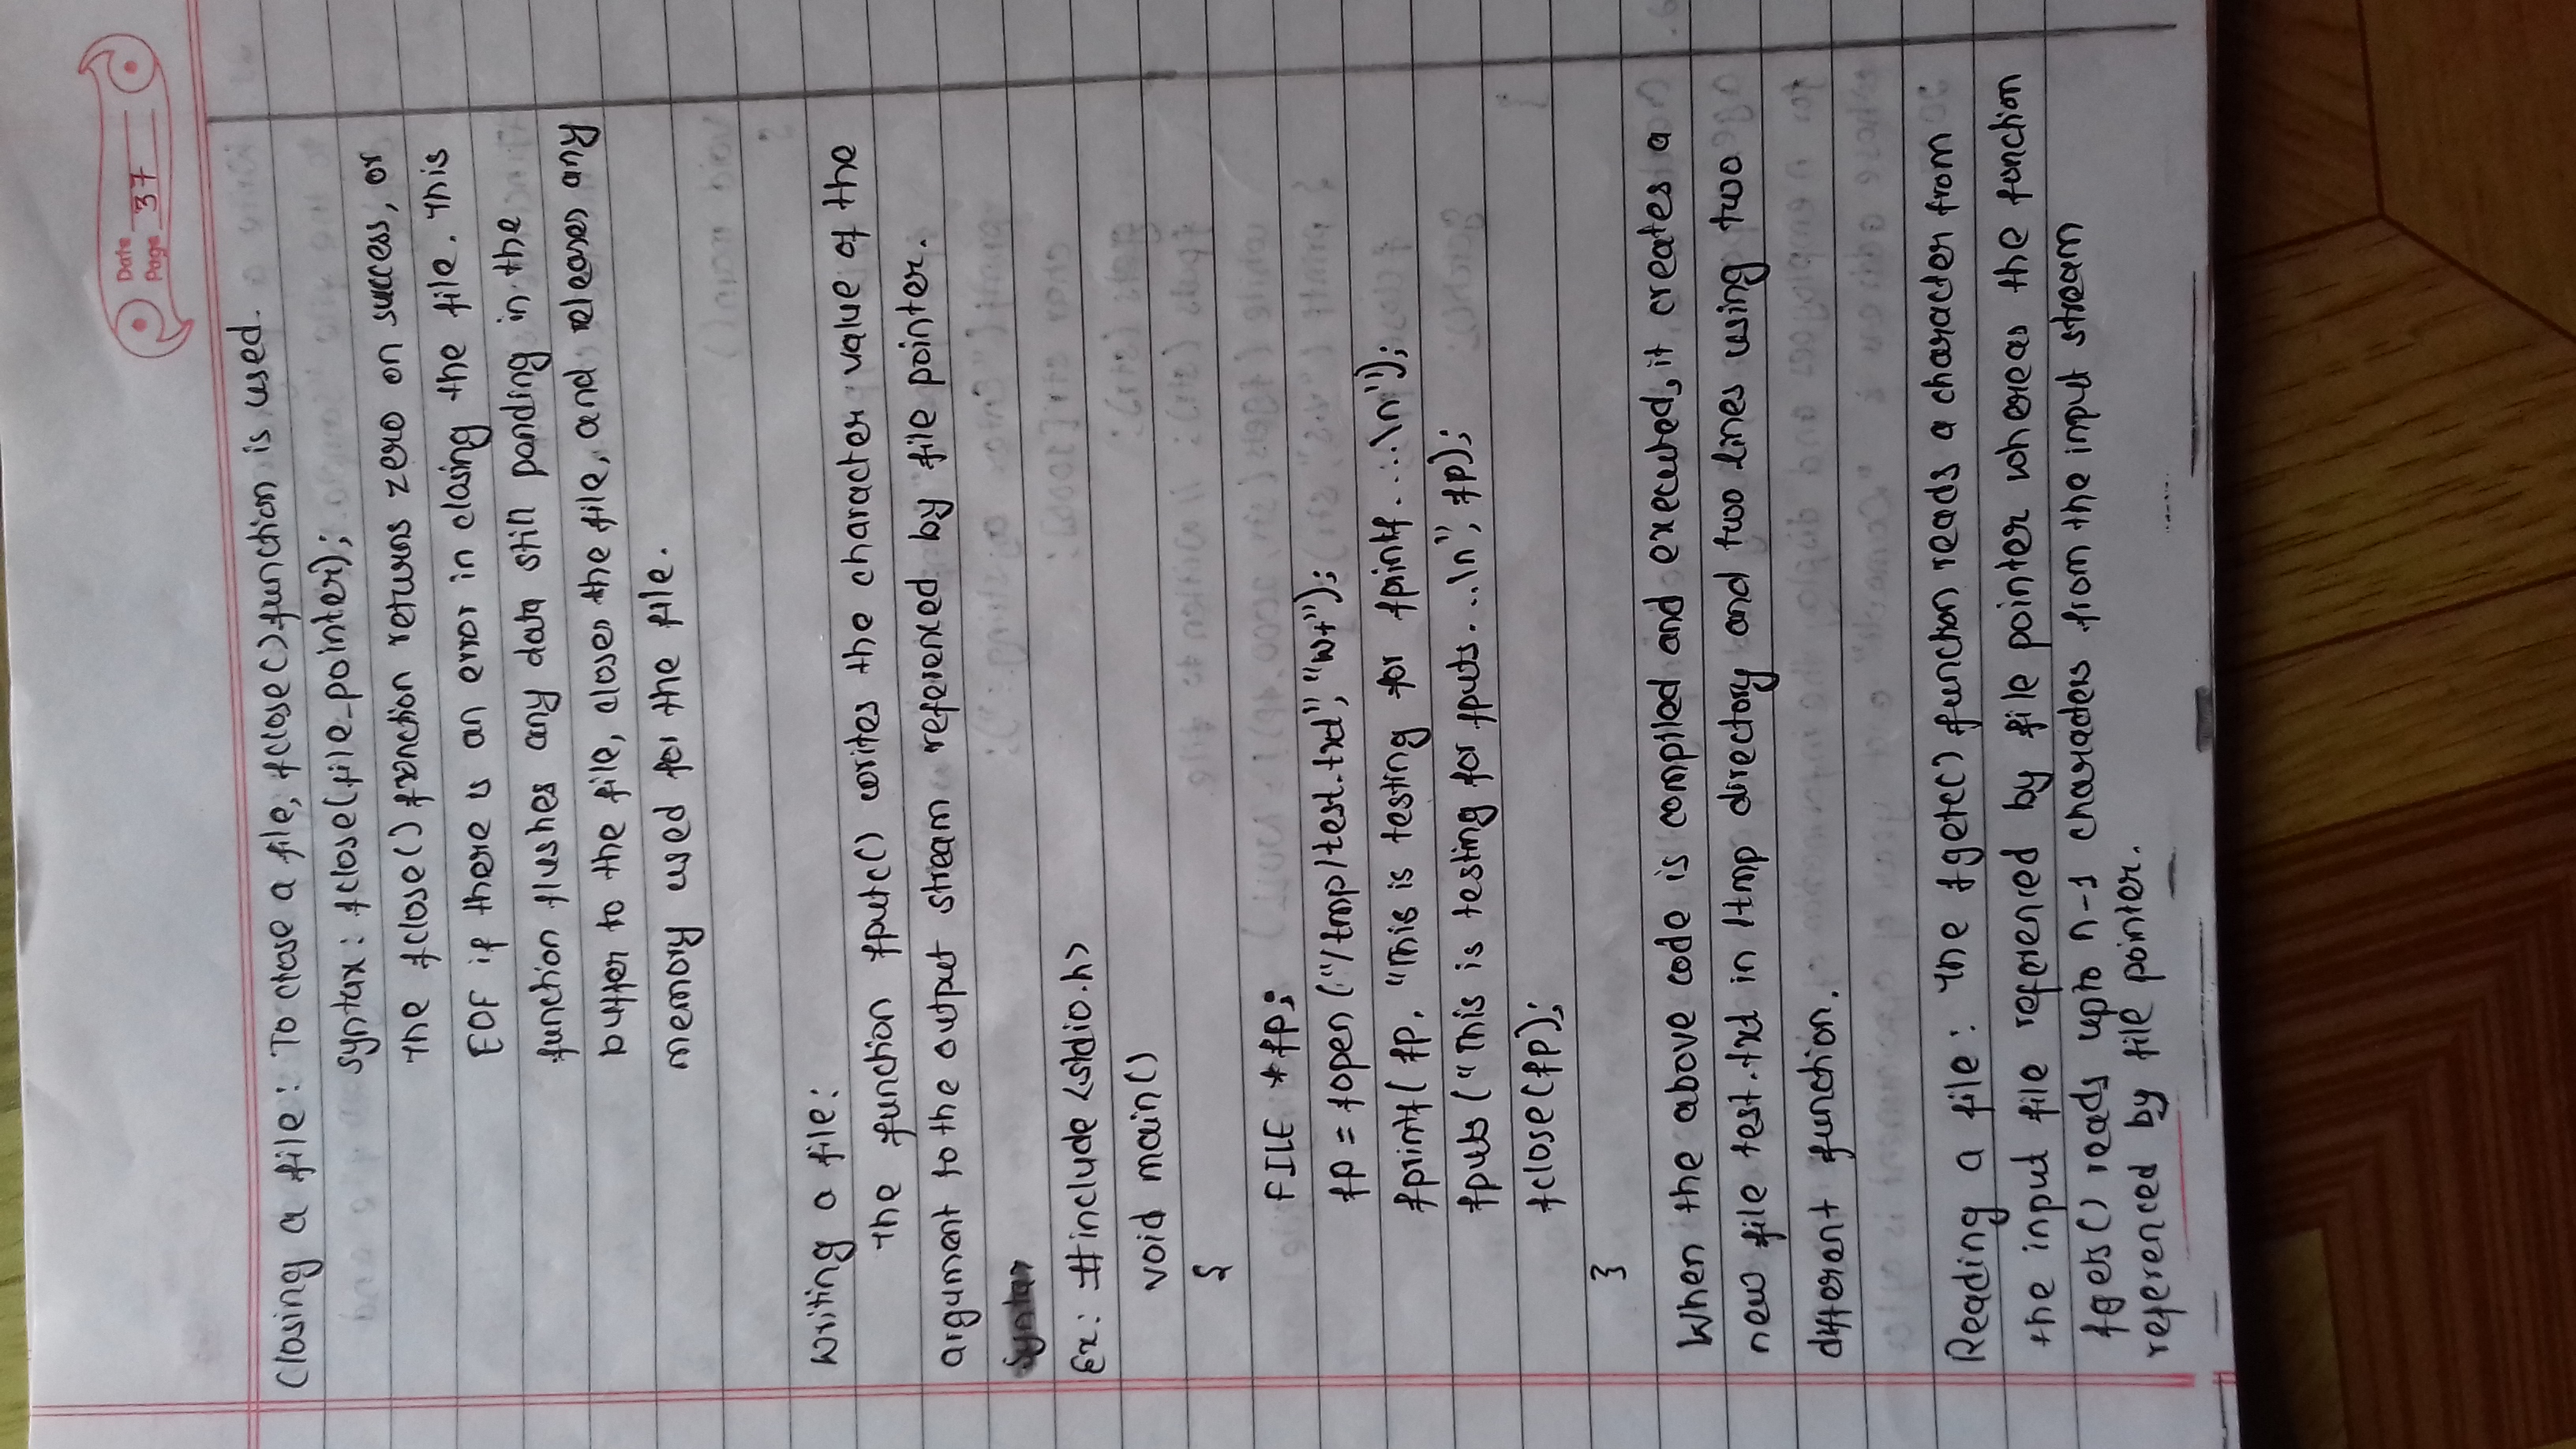 Date
Page 37
Closing a file: To close a file, fclose() function is used.
syntax: fclose(file_pointer);
The fclose() function returns zero on success, or
EOF if there is an error in closing the file. This
function flushes any data still panding in the
buffer to the file, closes the file, and releases any
memory used for the file.
Writing a file:
The function fputc() writes the character value of the
argument to the output stream referenced by file pointer.
Ex: #include <stdio.h>
void main()
{
FILE *fp;
fp = fopen ("/tmp/test.txt", "w+");
fprintf( fp, "This is testing for fprintf....\n");
fputs ("This is testing for fputs...\n", fp);
fclose(fp);
}
When the above code is compiled and executed, it creates a
new file test.txt in /tmp directory and two lines using two
different function.
Reading a file: The fgetc() function reads a character from
the input file referenced by file pointer whereas the function
fgets() reads upto n-1 characters from the input stream
referenced by file pointer.